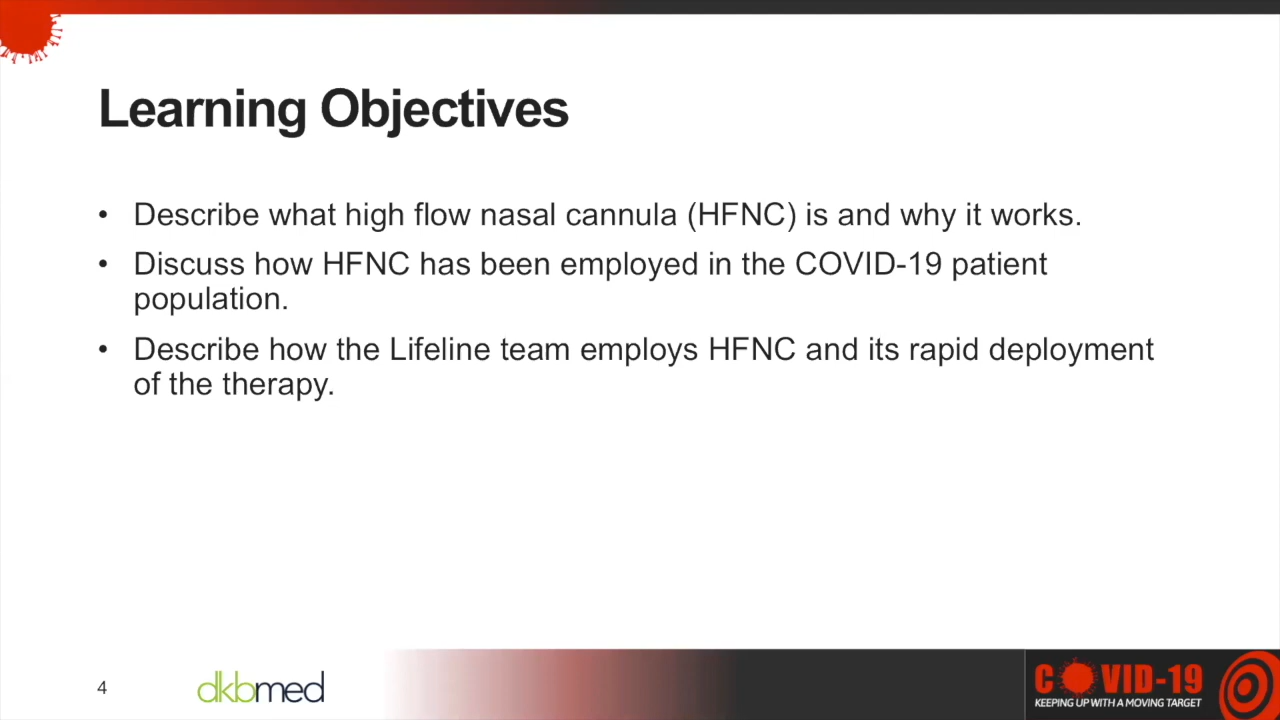 Learning Objectives
• Describe what high flow nasal cannula (HFNC) is and why it works.
• Discuss how HFNC has been employed in the COVID-19 patient
population.
• Describe how the Lifeline team employs HFNC and its rapid deployment
of the therapy.
4
dkbmed
COVID-19
KEEPING UP WITH A MOVING TARGET